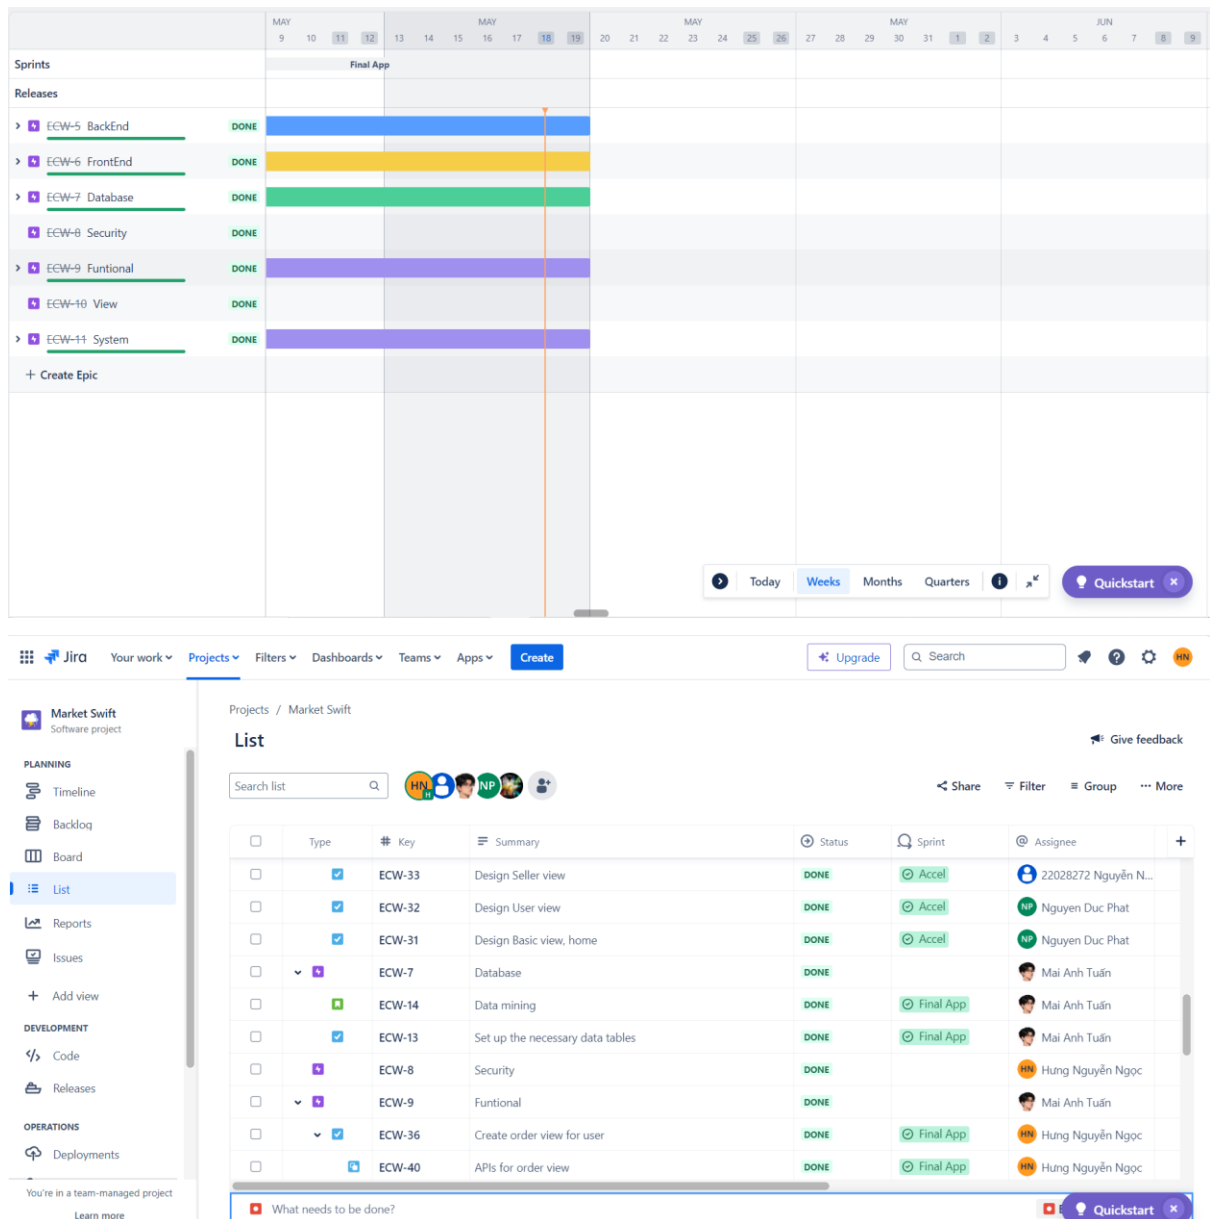 MAY MAY MAY MAY JUN
9 10 11 12 13 14 15 16 17 18 19 20 21 22 23 24 25 26 27 28 29 30 31 1 2 3 4 5 6 7 8 9
Sprints Final App
Releases
ECW-5 BackEnd DONE
ECW-6 FrontEnd DONE
ECW-7 Database DONE
ECW-8 Security DONE
ECW-9 Funtional DONE
ECW-10 View DONE
ECW-11 System DONE
+ Create Epic
Today Weeks Months Quarters Quickstart
Jira Your work Projects Filters Dashboards Teams Apps Create Upgrade Search HN
Market Swift
Software project
PLANNING
Timeline
Backlog
Board
List
Reports
Issues
+ Add view
DEVELOPMENT
Code
Releases
OPERATIONS
Deployments
You're in a team-managed project
Learn more
Projects / Market Swift
List
Give feedback
Search list HN H NP Share Filter Group More
Type # Key Summary Status Sprint @ Assignee +
ECW-33 Design Seller view DONE Accel 22028272 Nguyễn N...
ECW-32 Design User view DONE Accel NP Nguyen Duc Phat
ECW-31 Design Basic view, home DONE Accel NP Nguyen Duc Phat
ECW-7 Database DONE Mai Anh Tuấn
ECW-14 Data mining DONE Final App Mai Anh Tuấn
ECW-13 Set up the necessary data tables DONE Final App Mai Anh Tuấn
ECW-8 Security DONE HN Hưng Nguyễn Ngọc
ECW-9 Funtional DONE Mai Anh Tuấn
ECW-36 Create order view for user DONE Final App HN Hưng Nguyễn Ngọc
ECW-40 APIs for order view DONE Final App HN Hưng Nguyễn Ngọc
What needs to be done? Quickstart